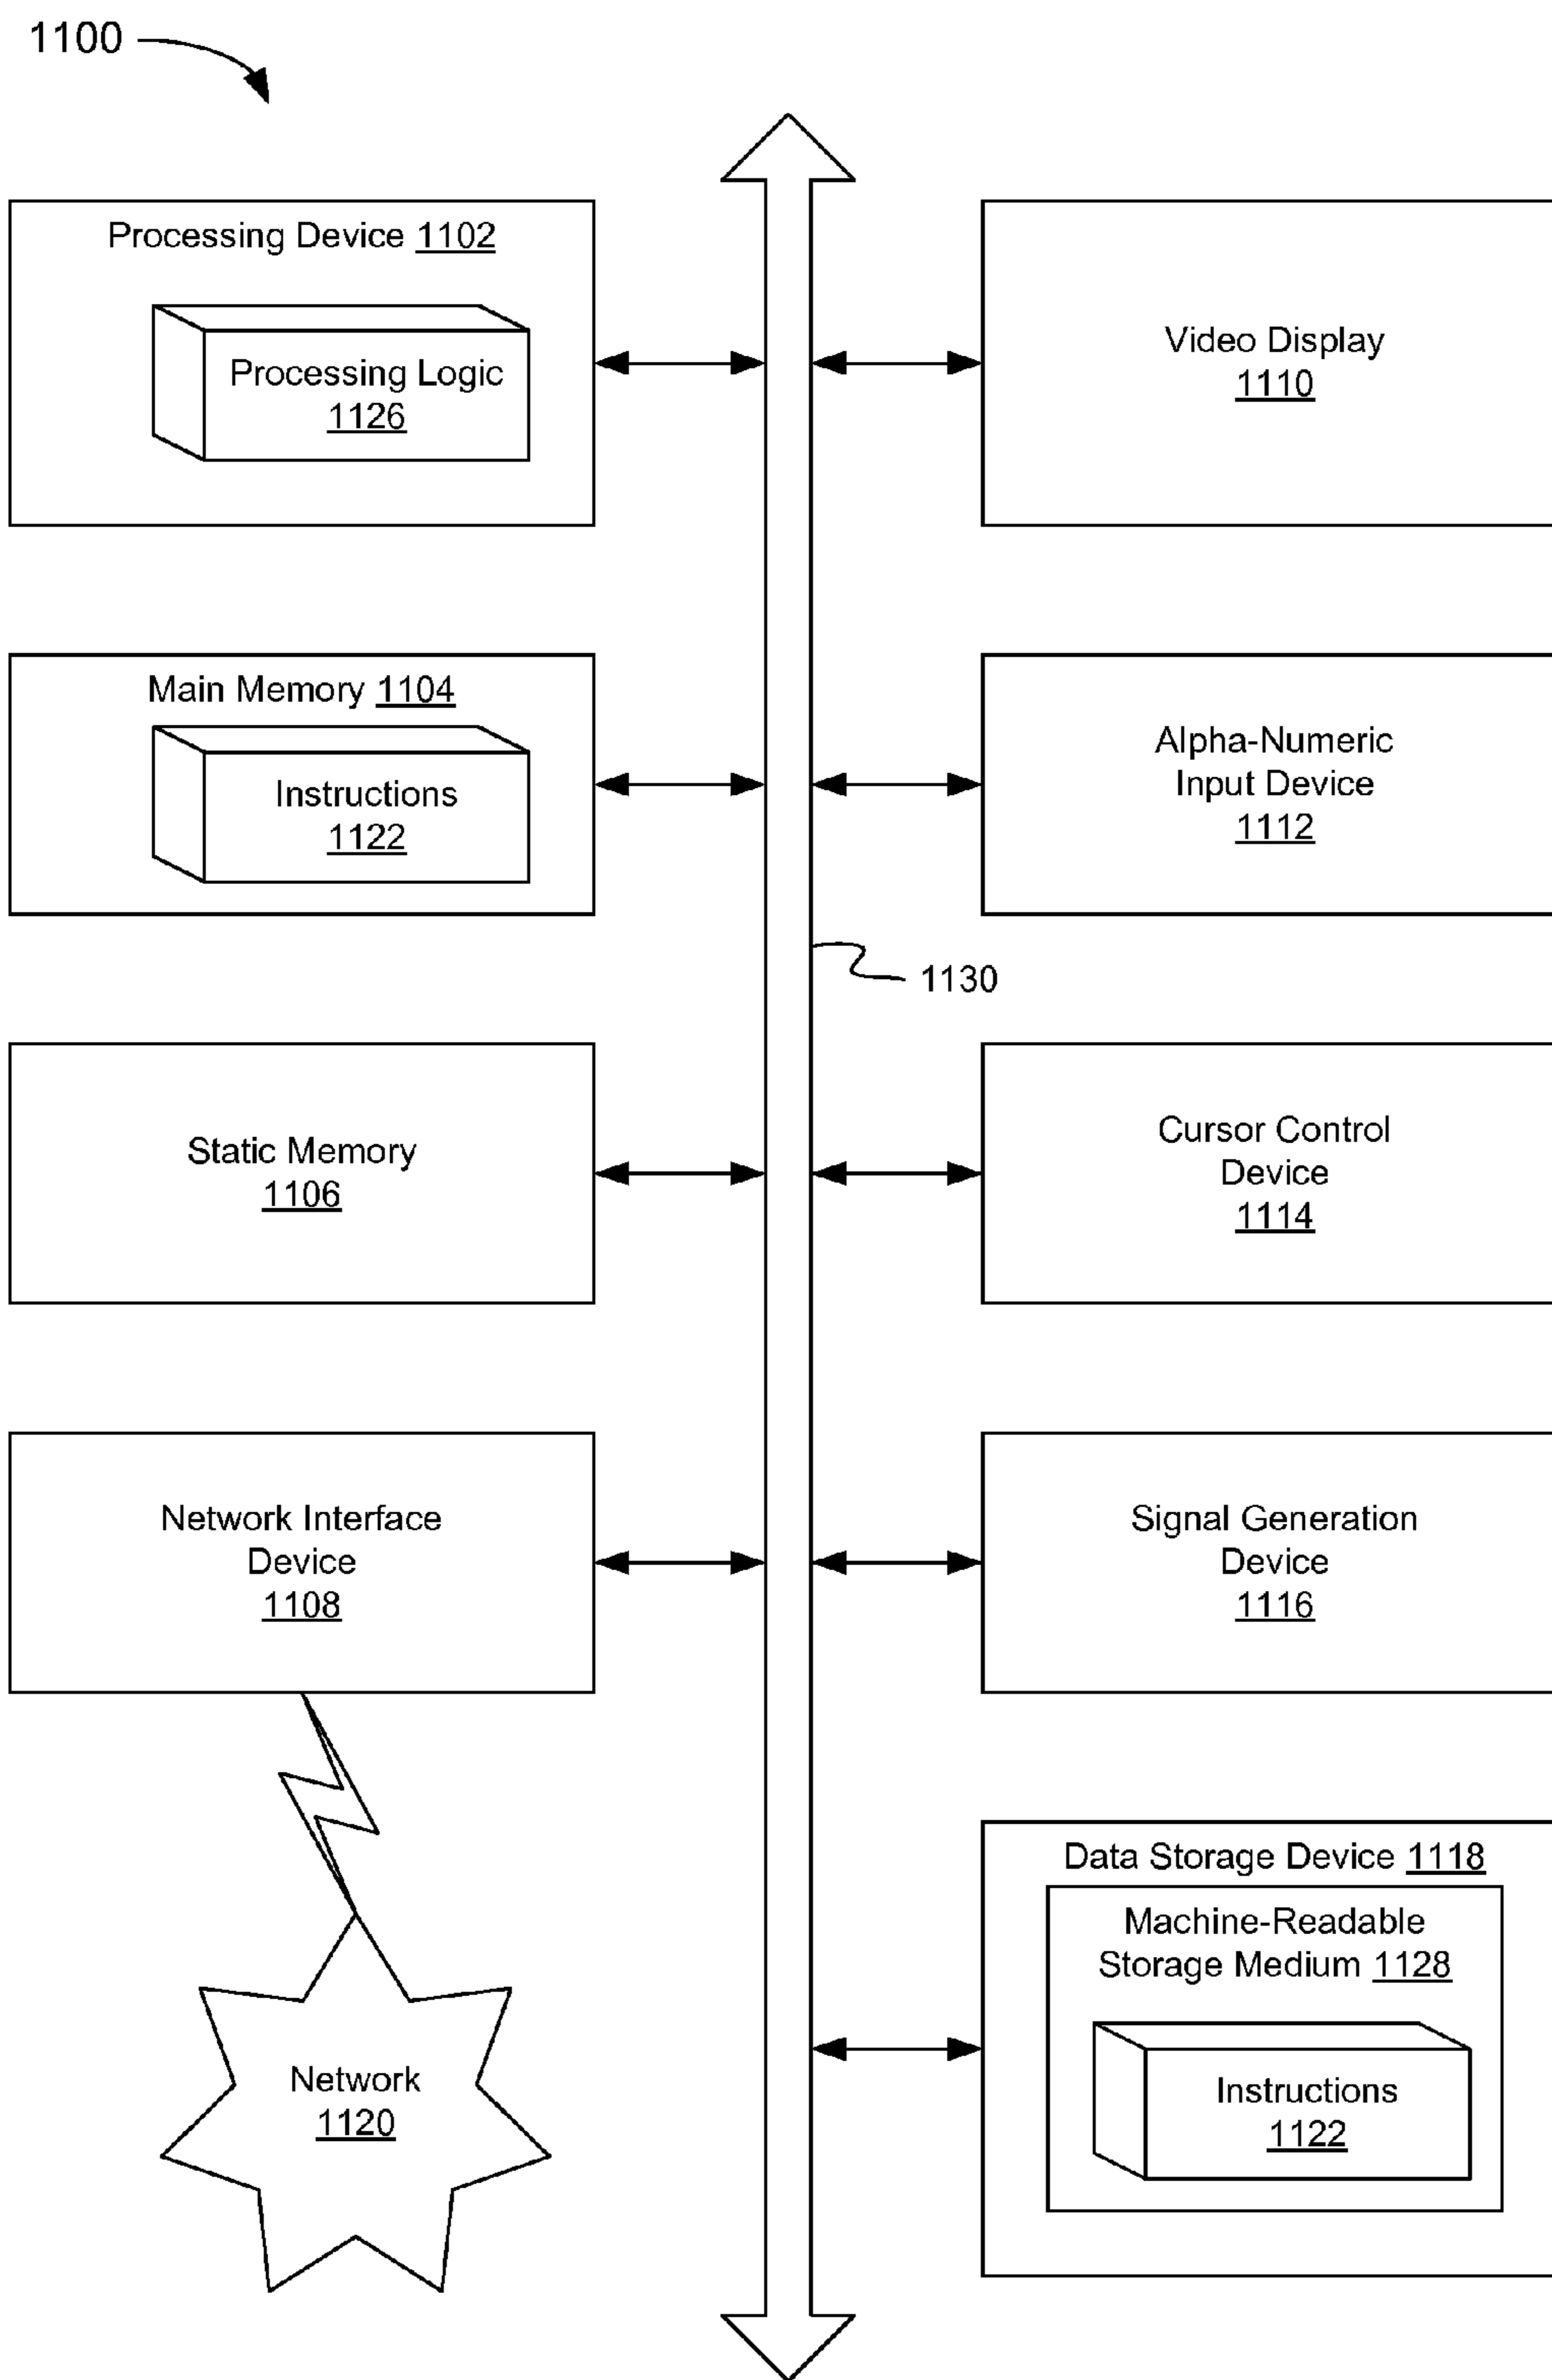 1100
Processing Device 1102
Processing Logic
1126
Video Display
1110
Main Memory 1104
Instructions
1122
Alpha-Numeric
Input Device
1112
1130
Static Memory
1106
Cursor Control
Device
1114
Network Interface
Device
1108
Signal Generation
Device
1116
Data Storage Device 1118
Machine-Readable
Storage Medium 1128
Instructions
1122
Network
1120